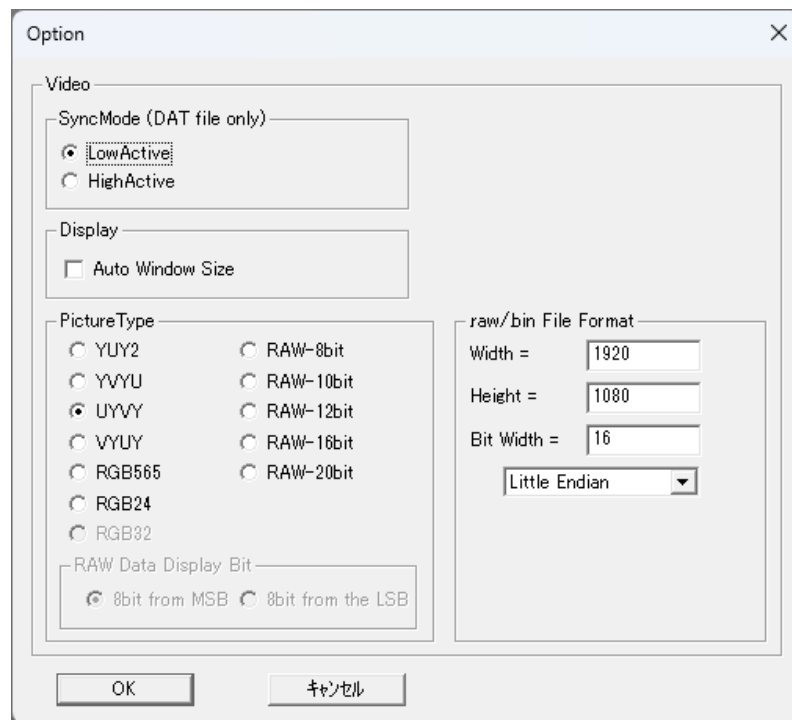 Option
Video
SyncMode (DAT file only)
LowActive
HighActive
Display
Auto Window Size
PictureType
YUY2
YVYU
UYVY
VYUY
RGB565
RGB24
RGB32
RAW-8bit
RAW-10bit
RAW-12bit
RAW-16bit
RAW-20bit
RAW Data Display Bit
8bit from MSB
8bit from the LSB
raw/bin File Format
Width = 1920
Height = 1080
Bit Width = 16
Little Endian
OK
キャンセル